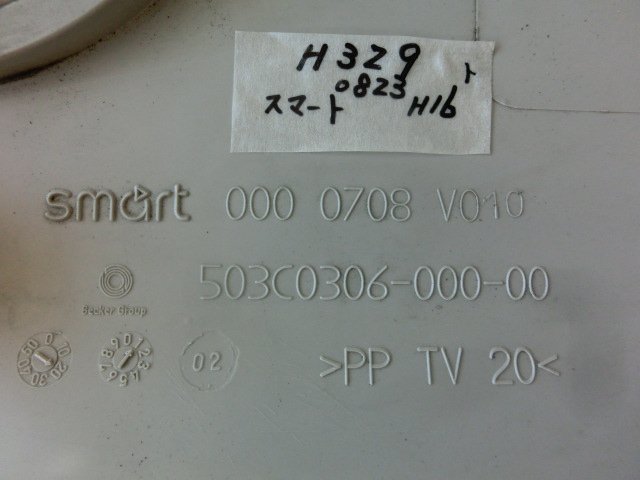 H329 ト
0823
スマート H16
smart 000 0708 V010
503C0306-000-00
Becker Group
02
>PP TV 20<